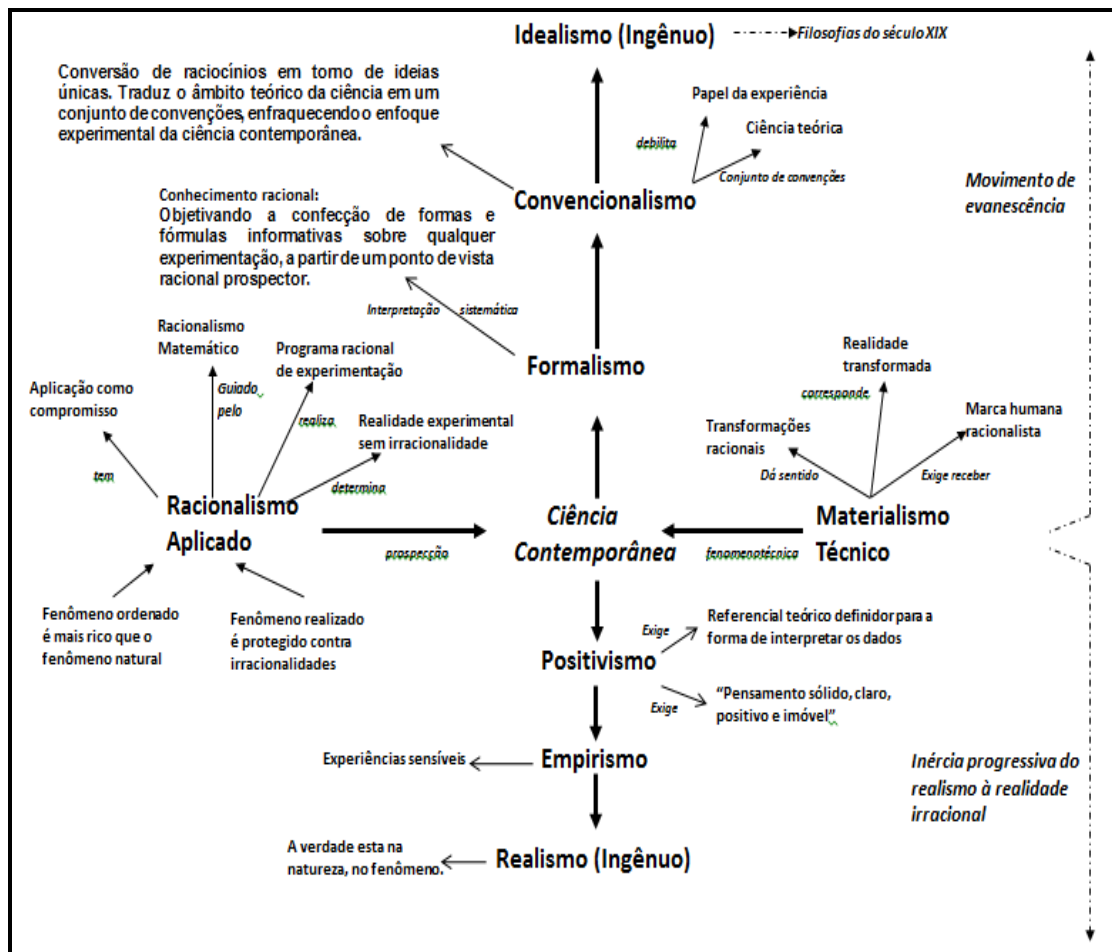 Idealismo (Ingênuo)
Filosofias do século XIX
Conversão de raciocínios em torno de ideias
únicas. Traduz o âmbito teórico da ciência em um
conjunto de convenções, enfraquecendo o enfoque
experimental da ciência contemporânea.
Papel da experiência
Ciência teórica
debilita
Conjunto de convenções
Convencionalismo
Movimento de
evanescência
Conhecimento racional:
Objetivando a confecção de formas e
fórmulas informativas sobre qualquer
experimentação, a partir de um ponto de vista
racional prospector.
Interpretação sistemática
Formalismo
Racionalismo
Matemático
Programa racional
de experimentação
Aplicação como
compromisso
Guiado
pelo
realiza
Realidade experimental
sem irracionalidade
tem
determina
Racionalismo
Aplicado
prospecção
Ciência
Contemporânea
Realidade
transformada
corresponde
Transformações
racionais
Marca humana
racionalista
Dá sentido
Exige receber
Materialismo
Técnico
fenomenotécnica
Fenômeno ordenado
é mais rico que o
fenômeno natural
Fenômeno realizado
é protegido contra
irracionalidades
Positivismo
Exige
Referencial teórico definidor para a
forma de interpretar os dados
Exige
“Pensamento sólido, claro,
positivo e imóvel”
Experiências sensíveis
Empirismo
Inércia progressiva do
realismo à realidade
irracional
A verdade esta na
natureza, no fenômeno.
Realismo (Ingênuo)